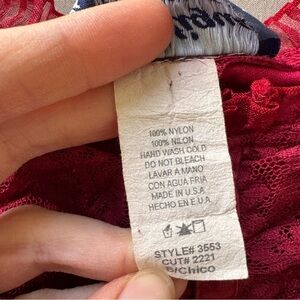 100% NYLON
100% NILON
HAND WASH COLD
DO NOT BLEACH
LAVAR A MANO
CON AGUA FRIA
MADE IN U.S.A
HECHO EN E.U.A
STYLE# 3553
CUT# 2221
P/Chico